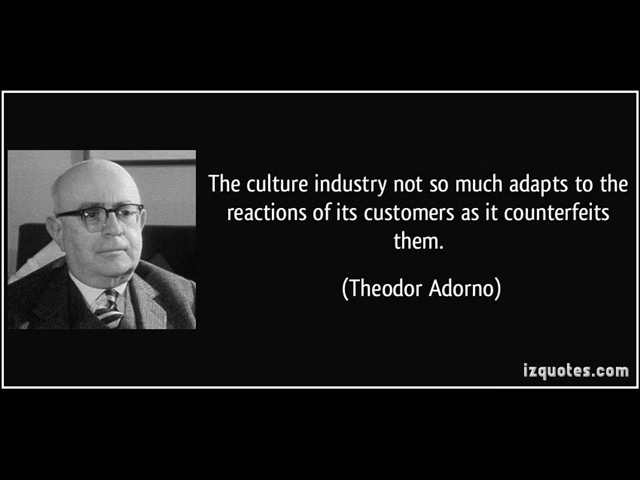 The culture industry not so much adapts to the
reactions of its customers as it counterfeits
them.
(Theodor Adorno)
izquotes.com